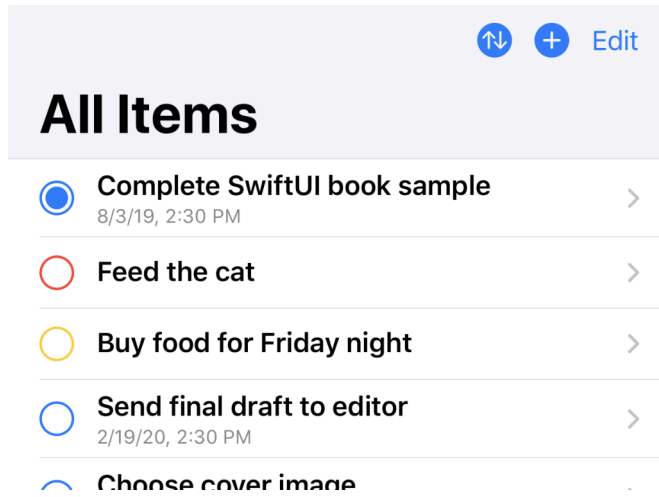 Edit
All Items
Complete SwiftUI book sample
8/3/19, 2:30 PM
Feed the cat
Buy food for Friday night
Send final draft to editor
2/19/20, 2:30 PM
Choose cover image